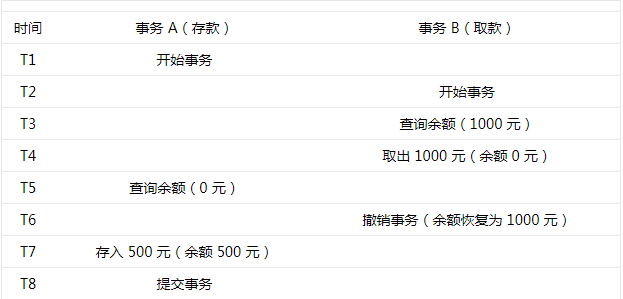 时间 事务 A（存款） 事务 B（取款）
T1 开始事务
T2 开始事务
T3 查询余额（1000 元）
T4 取出 1000 元（余额 0 元）
T5 查询余额（0 元）
T6 撤销事务（余额恢复为 1000 元）
T7 存入 500 元（余额 500 元）
T8 提交事务